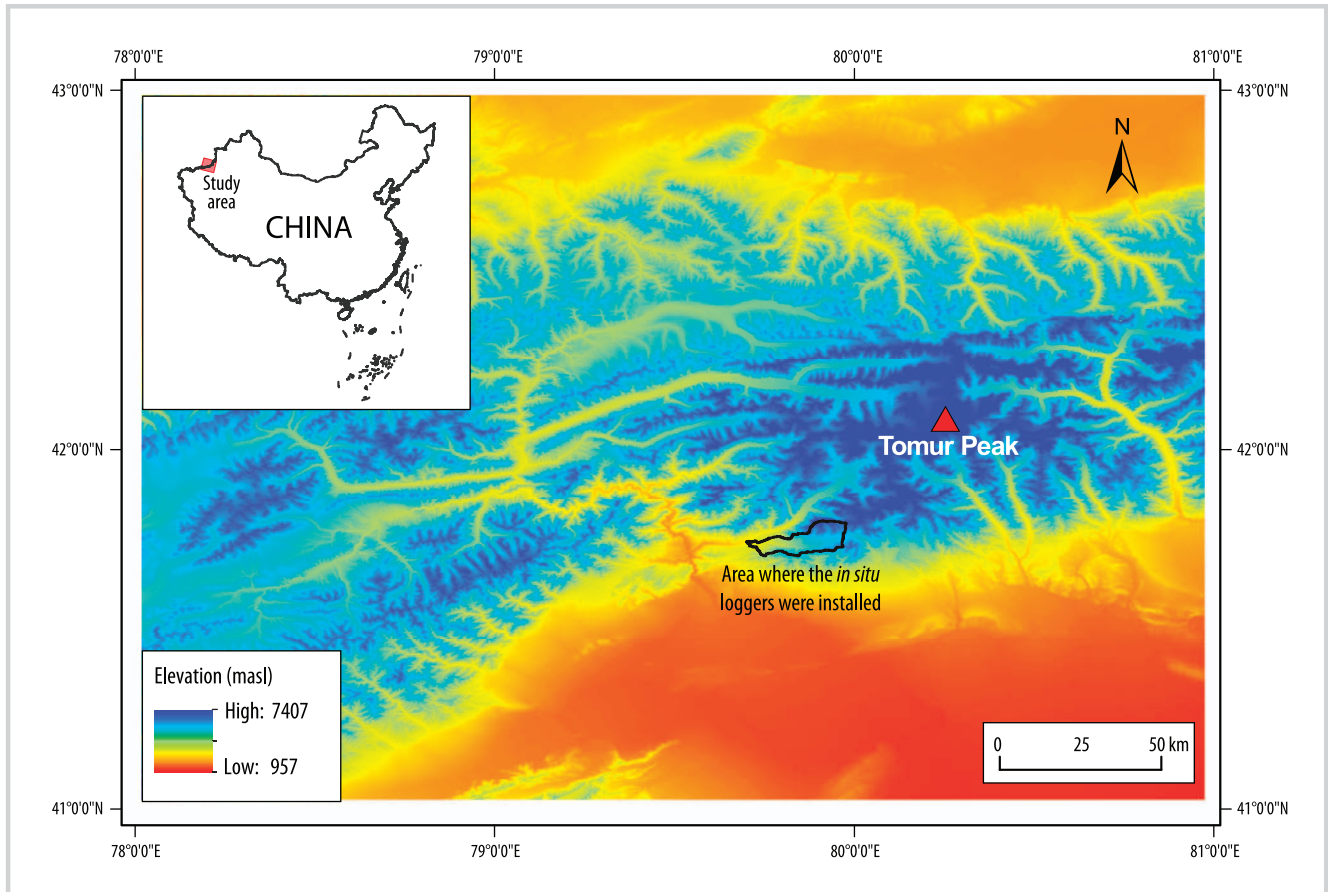 78°0'0"E
79°0'0"E
80°0'0"E
81°0'0"E
43°0'0"N
43°0'0"N
N
Study
area
CHINA
42°0'0"N
Tomur Peak
42°0'0"N
Area where the in situ
loggers were installed
Elevation (masl)
High: 7407
Low: 957
0 25 50 km
41°0'0"N
41°0'0"N
78°0'0"E
79°0'0"E
80°0'0"E
81°0'0"E